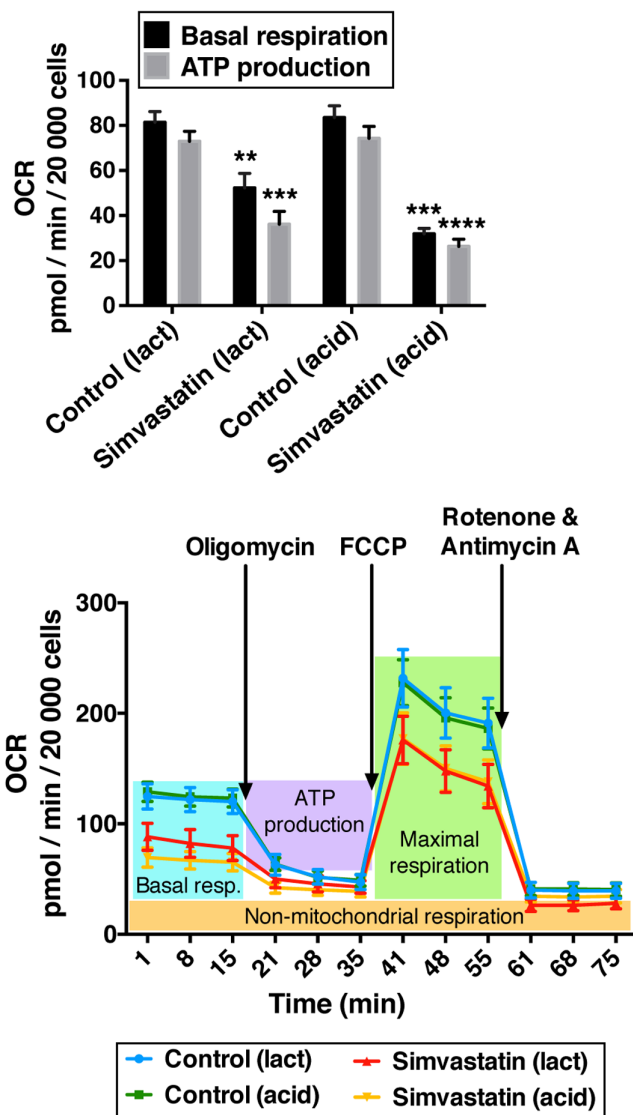 Basal respiration
ATP production
OCR
pmol / min / 20 000 cells
100
80
60
40
20
0
**
***
***
****
Control (lact)
Simvastatin (lact)
Control (acid)
Simvastatin (acid)
Oligomycin
FCCP
Rotenone &
Antimycin A
OCR
pmol / min / 20 000 cells
300
200
100
0
ATP
production
Maximal
respiration
Basal resp.
Non-mitochondrial respiration
1 8 15 21 28 35 41 48 55 61 68 75
Time (min)
Control (lact) Simvastatin (lact)
Control (acid) Simvastatin (acid)